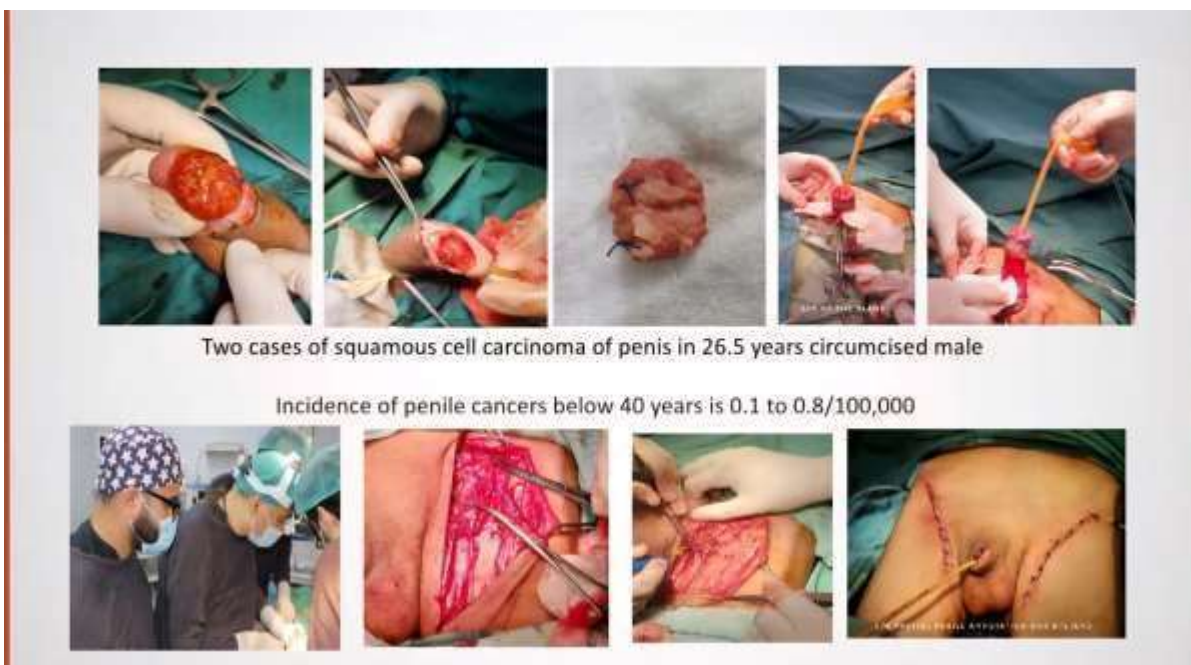 Two cases of squamous cell carcinoma of penis in 26.5 years circumcised male
Incidence of penile cancers below 40 years is 0.1 to 0.8/100,000